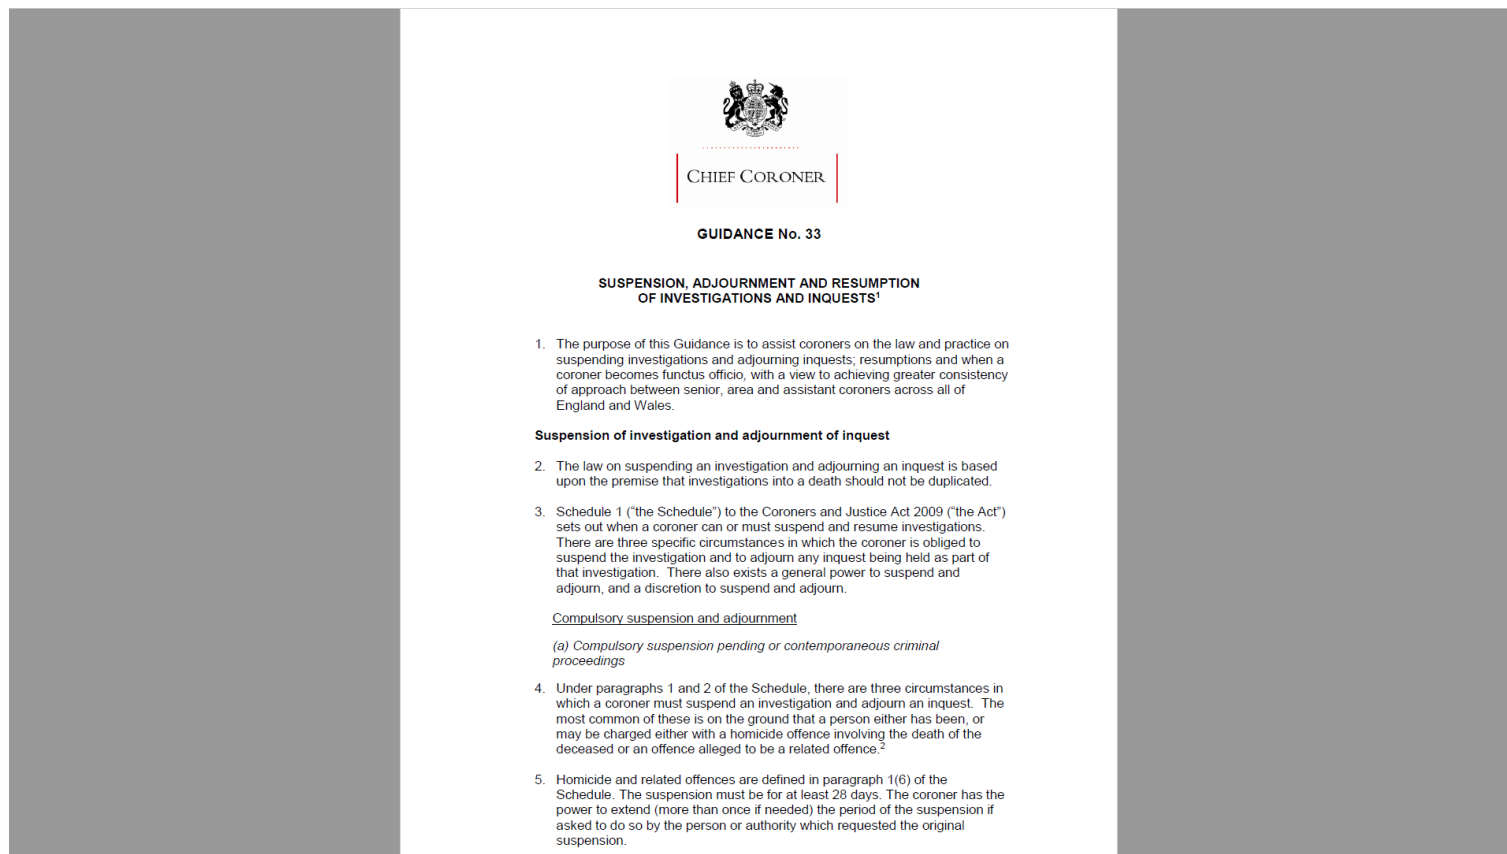 CHIEF CORONER
GUIDANCE No. 33
SUSPENSION, ADJOURNMENT AND RESUMPTION
OF INVESTIGATIONS AND INQUESTS¹
1. The purpose of this Guidance is to assist coroners on the law and practice on
suspending investigations and adjourning inquests; resumptions and when a
coroner becomes functus officio, with a view to achieving greater consistency
of approach between senior, area and assistant coroners across all of
England and Wales.
Suspension of investigation and adjournment of inquest
2. The law on suspending an investigation and adjourning an inquest is based
upon the premise that investigations into a death should not be duplicated.
3. Schedule 1 (“the Schedule”) to the Coroners and Justice Act 2009 (“the Act”)
sets out when a coroner can or must suspend and resume investigations.
There are three specific circumstances in which the coroner is obliged to
suspend the investigation and to adjourn any inquest being held as part of
that investigation.  There also exists a general power to suspend and
adjourn, and a discretion to suspend and adjourn.
Compulsory suspension and adjournment
(a) Compulsory suspension pending or contemporaneous criminal
proceedings
4. Under paragraphs 1 and 2 of the Schedule, there are three circumstances in
which a coroner must suspend an investigation and adjourn an inquest.  The
most common of these is on the ground that a person either has been, or
may be charged either with a homicide offence involving the death of the
deceased or an offence alleged to be a related offence.²
5. Homicide and related offences are defined in paragraph 1(6) of the
Schedule. The suspension must be for at least 28 days. The coroner has the
power to extend (more than once if needed) the period of the suspension if
asked to do so by the person or authority which requested the original
suspension.